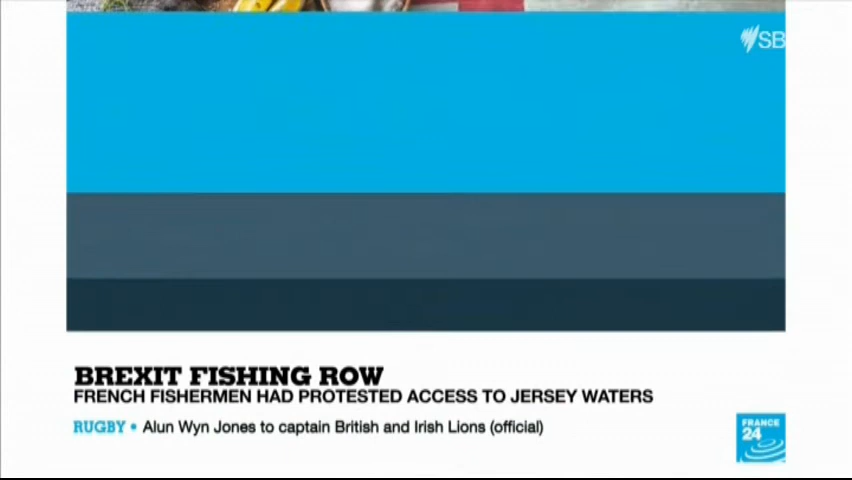 SB
BREXIT FISHING ROW
FRENCH FISHERMEN HAD PROTESTED ACCESS TO JERSEY WATERS
RUGBY • Alun Wyn Jones to captain British and Irish Lions (official)
FRANCE
24